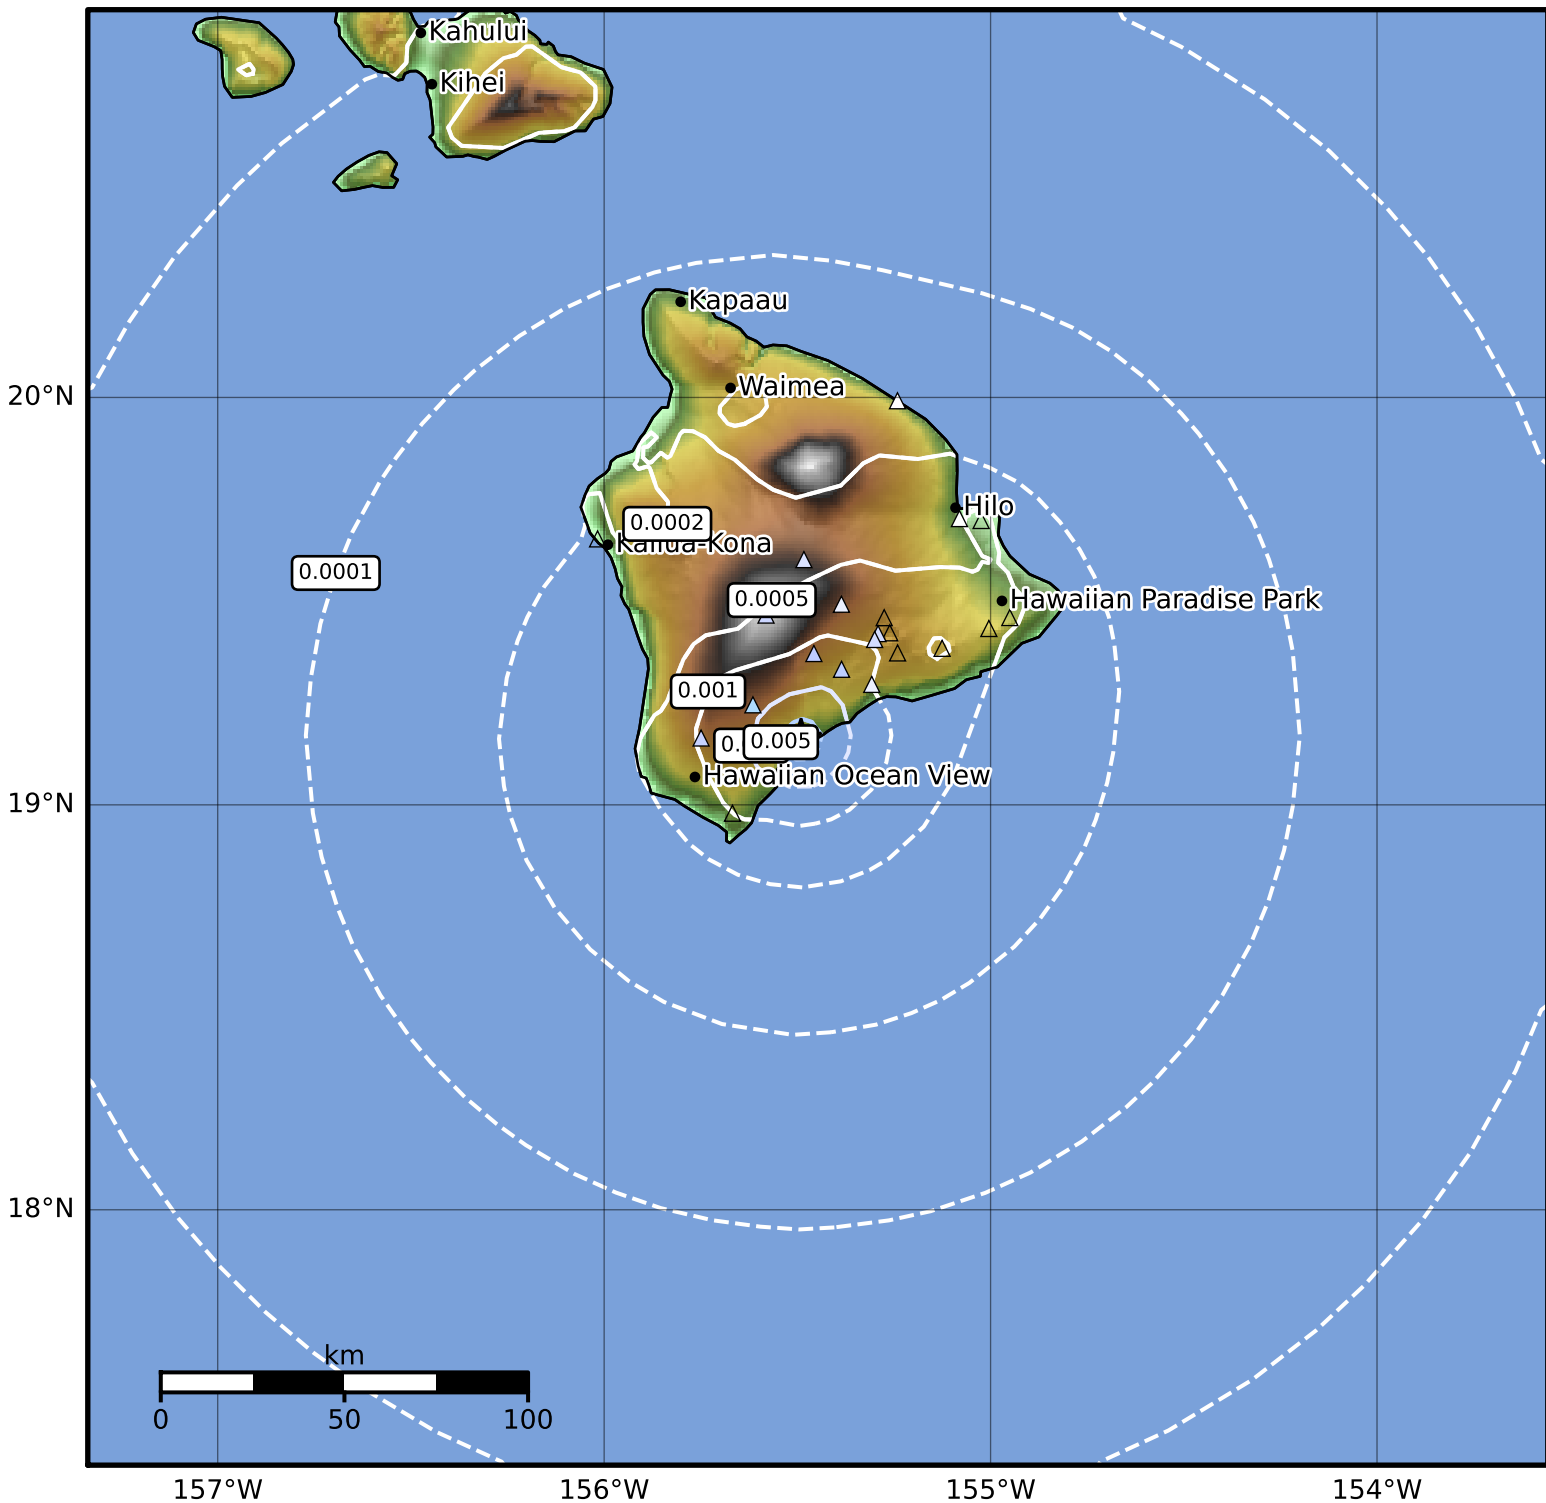 Kahului
Kihei
Kapaau
20°N
Waimea
Hilo
0.0002
Kailua-Kona
0.0001
0.0005
Hawaiian Paradise Park
0.001
0.005
Hawaiian Ocean View
19°N
18°N
km
0 50 100
157°W 156°W 155°W 154°W